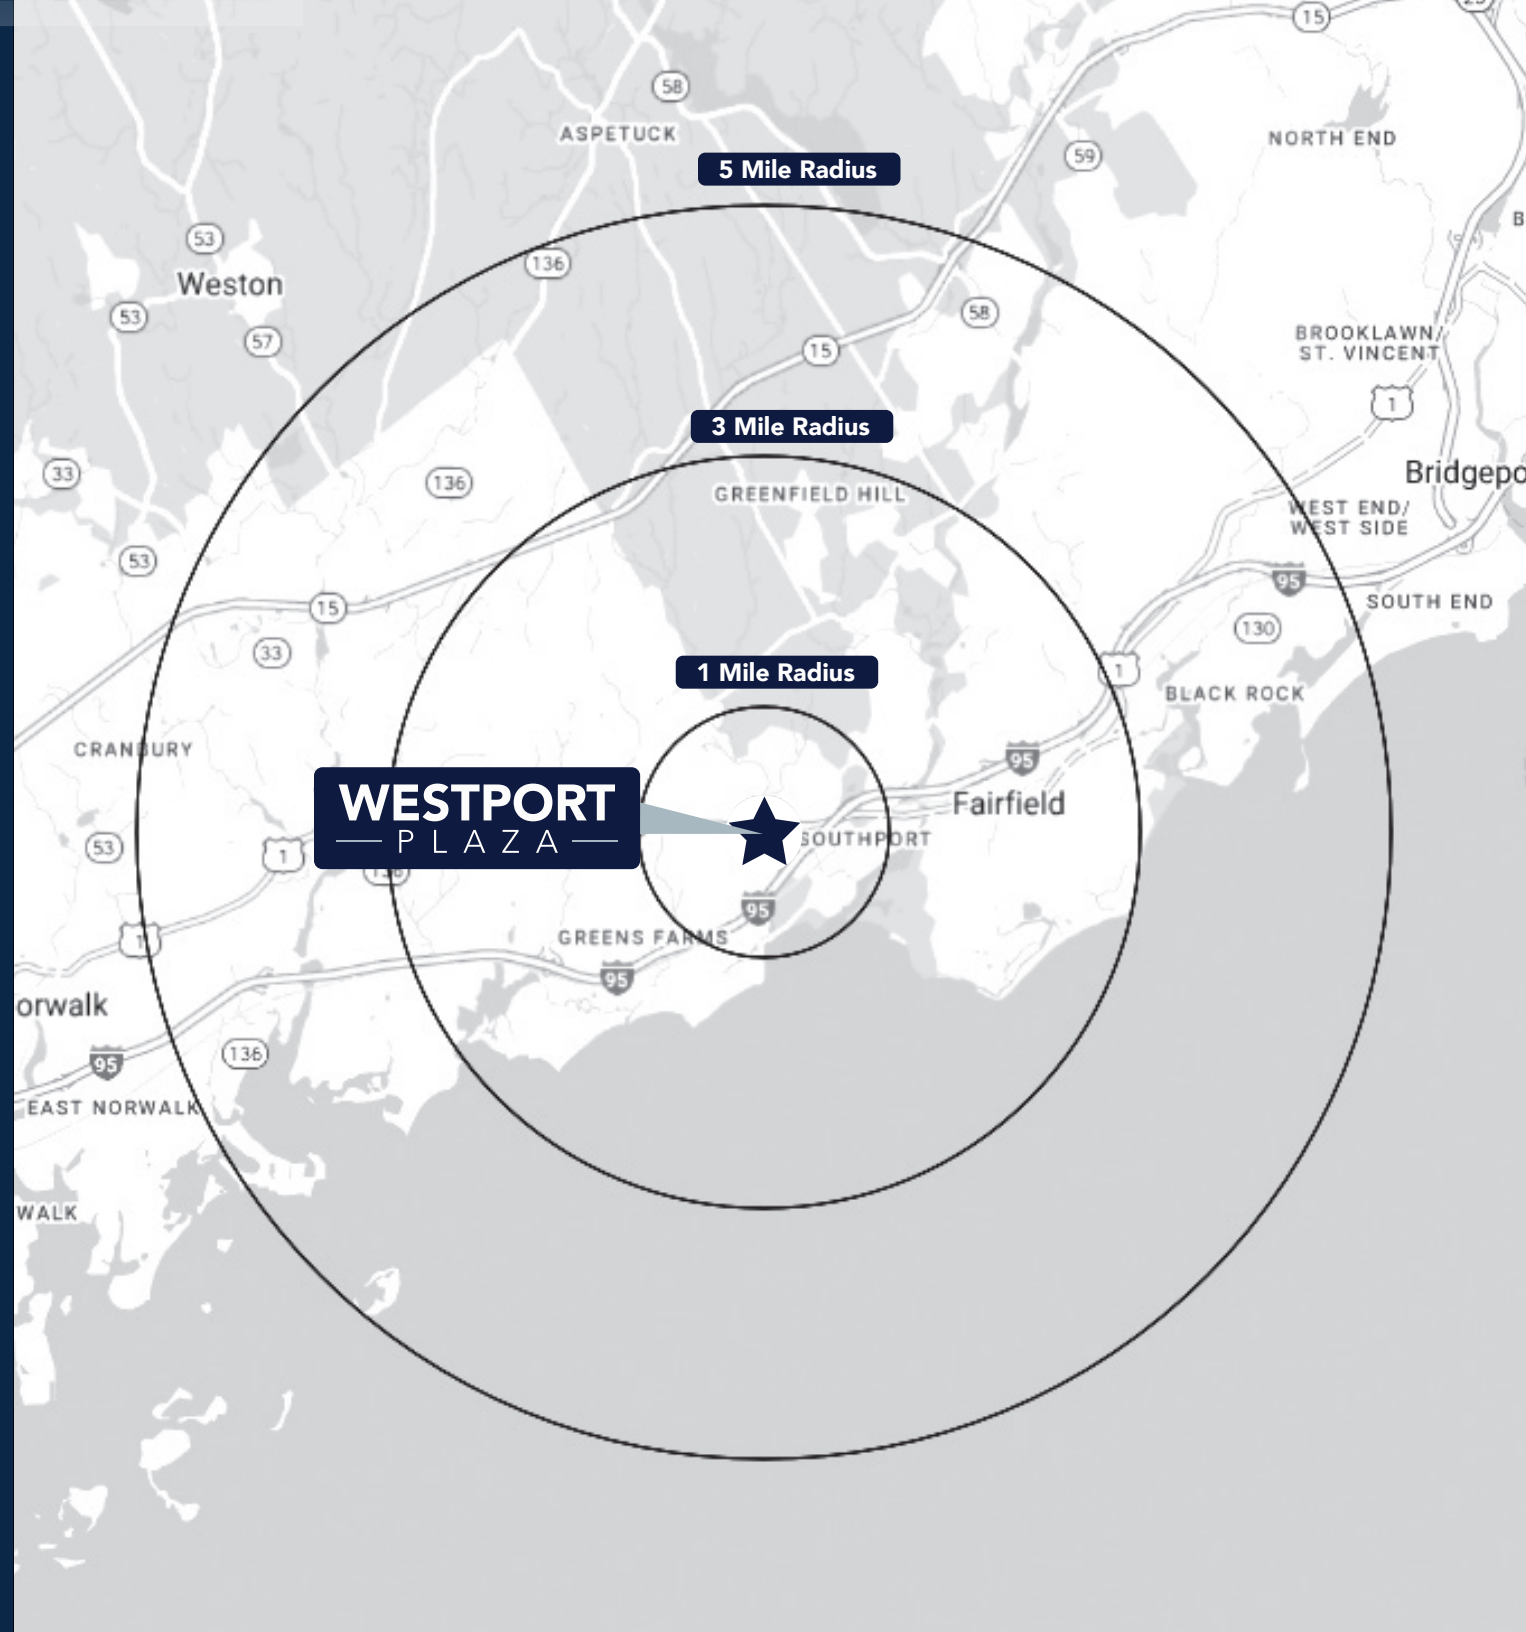 15
25
58
ASPETUCK
NORTH END
59
5 Mile Radius
53
136
Weston
53
58
57
15
BROOKLAWN/
ST. VINCENT
1
3 Mile Radius
33
136
GREENFIELD HILL
Bridgepo
WEST END/
WEST SIDE
53
95
SOUTH END
15
130
33
1 Mile Radius
1
BLACK ROCK
CRANBURY
95
WESTPORT
PLAZA
Fairfield
SOUTHPORT
53
1
136
95
GREENS FARMS
1
95
orwalk
136
95
EAST NORWALK
WALK
B